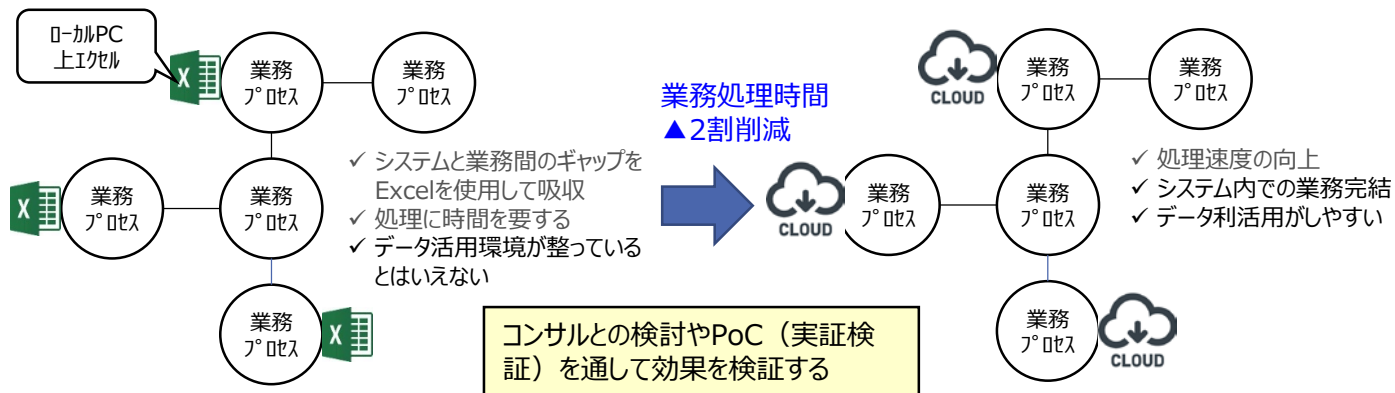 ﾛｰｶﾙPC
上ｴｸｾﾙ
X
業務
ﾌﾟﾛｾｽ
業務
ﾌﾟﾛｾｽ
X
業務
ﾌﾟﾛｾｽ
業務
ﾌﾟﾛｾｽ
業務
ﾌﾟﾛｾｽ
X
✓ システムと業務間のギャップを
Excelを使用して吸収
✓ 処理に時間を要する
✓ データ活用環境が整っている
とはいえない
業務処理時間
▲2割削減
コンサルとの検討やPoC（実証検
証）を通して効果を検証する
CLOUD
業務
ﾌﾟﾛｾｽ
業務
ﾌﾟﾛｾｽ
CLOUD
業務
ﾌﾟﾛｾｽ
業務
ﾌﾟﾛｾｽ
業務
ﾌﾟﾛｾｽ
CLOUD
✓ 処理速度の向上
✓ システム内での業務完結
✓ データ利活用がしやすい